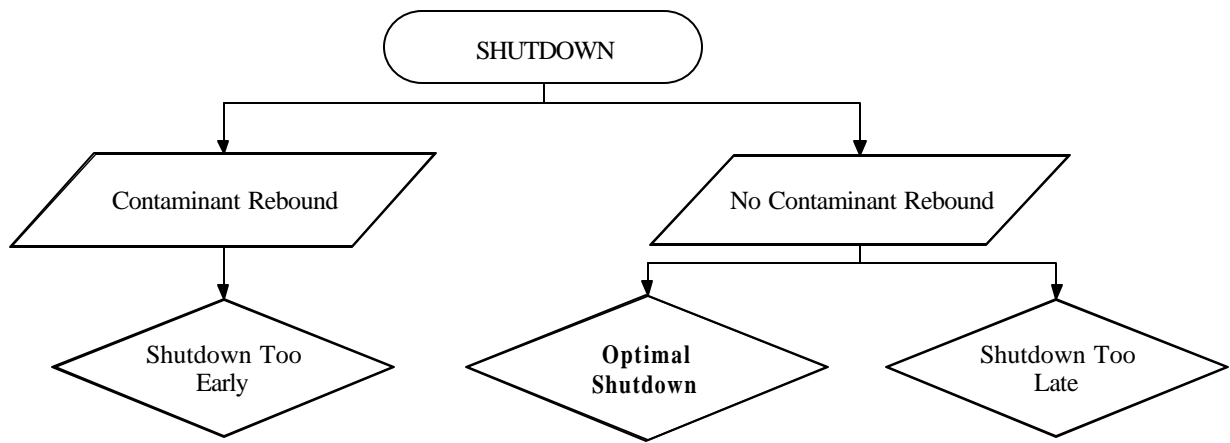 SHUTDOWN
Contaminant Rebound
No Contaminant Rebound
Shutdown Too
Early
Optimal
Shutdown
Shutdown Too
Late